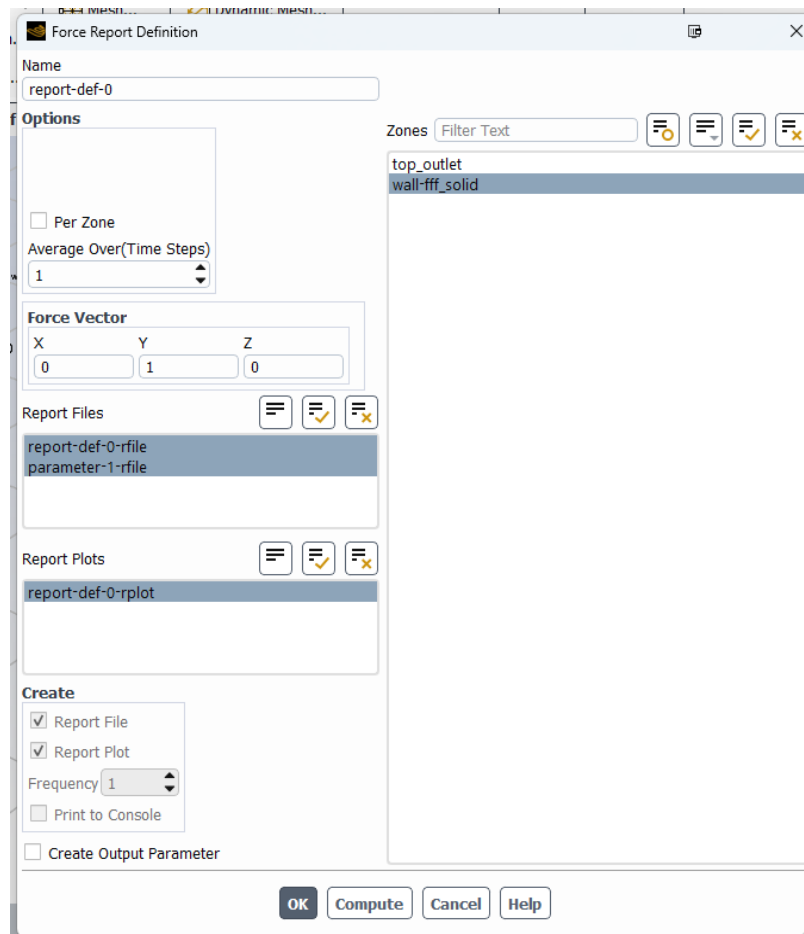 Mesh...
Dynamic Mesh...
Force Report Definition
Name
report-def-0
Options
Per Zone
Average Over(Time Steps)
1
Force Vector
X Y Z
0 1 0
Report Files
report-def-0-rfile
parameter-1-rfile
Report Plots
report-def-0-rplot
Create
Report File
Report Plot
Frequency 1
Print to Console
Create Output Parameter
Zones Filter Text
top_outlet
wall-fff_solid
OK Compute Cancel Help